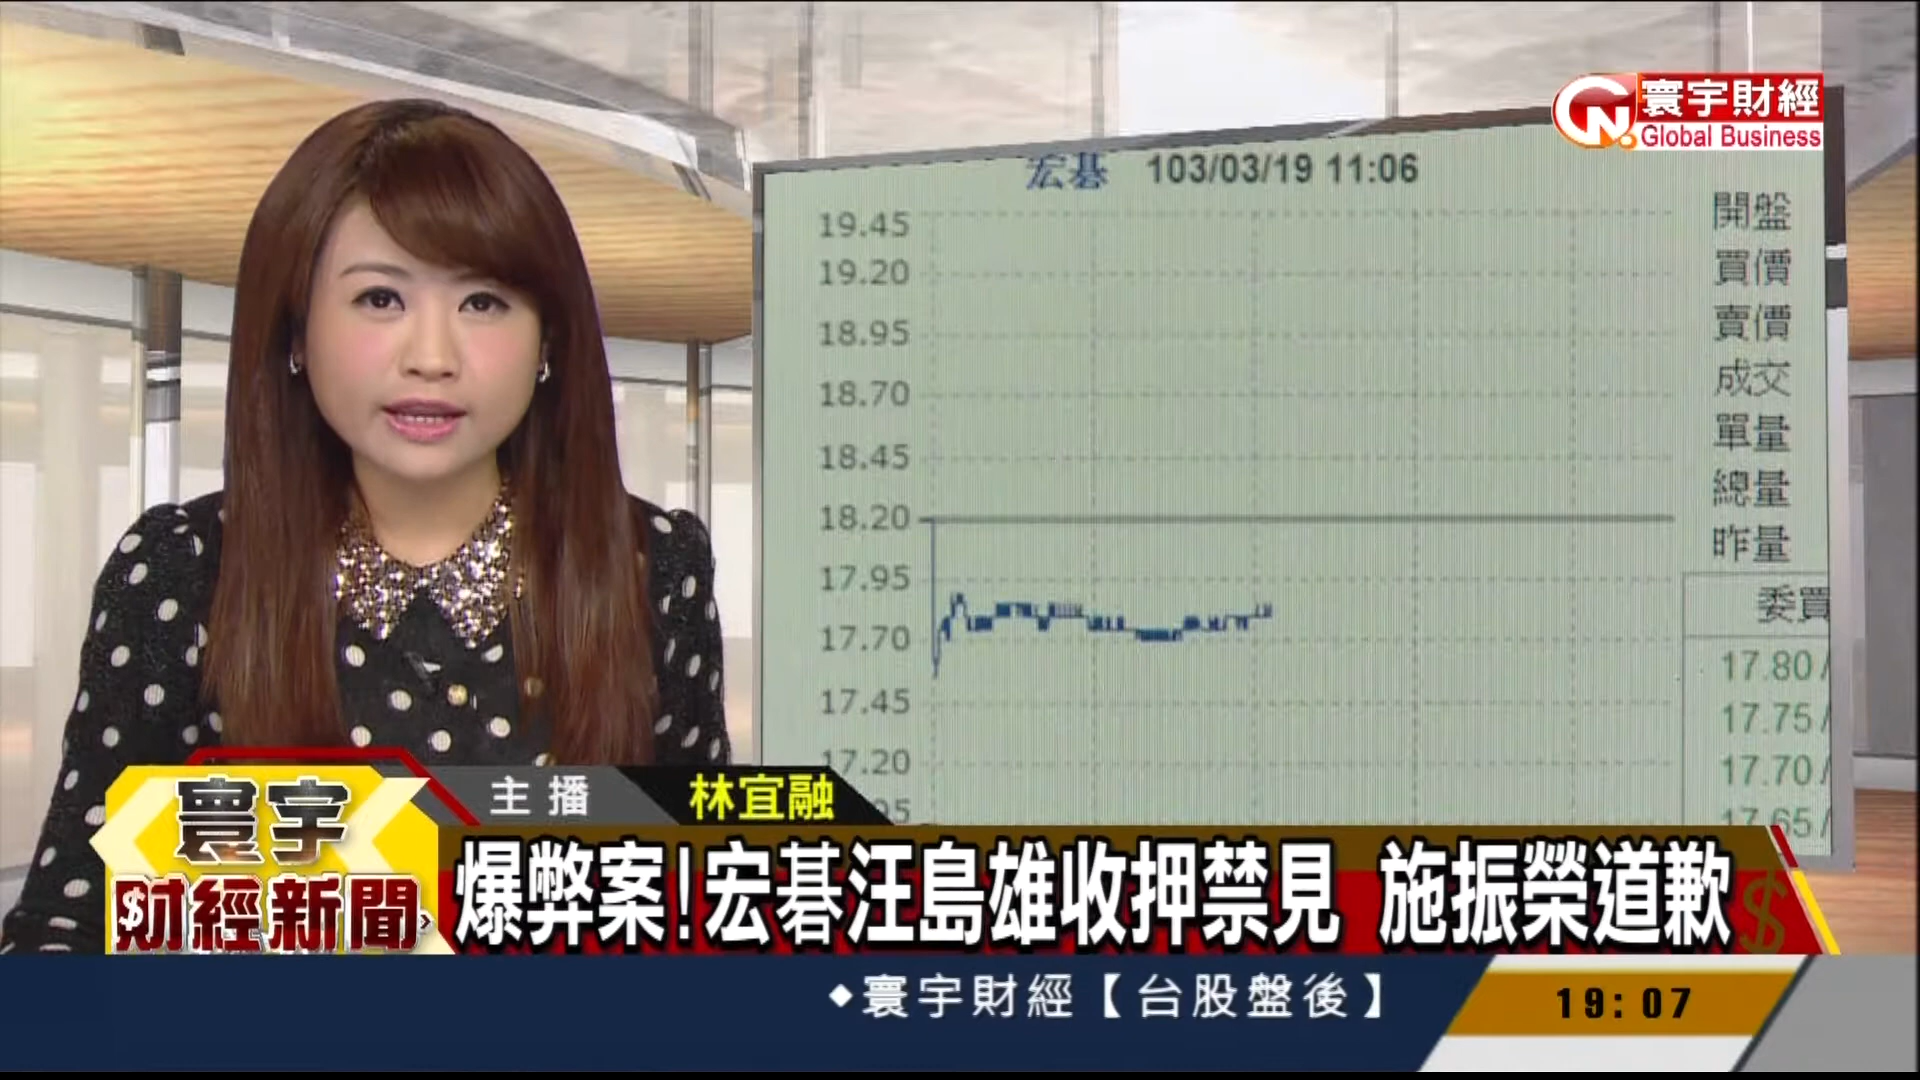 寰宇財經
Global Business
宏碁 103/03/19 11:06
19.45
19.20
18.95
18.70
18.45
18.20
17.95
17.70
17.45
17.20
開盤
買價
賣價
成交
單量
總量
昨量
委買
17.80/
17.75/
17.70/
17.65/
主播 林宜融
寰宇
財經新聞
爆弊案!宏碁汪島雄收押禁見 施振榮道歉
◆寰宇財經【台股盤後】
19:07